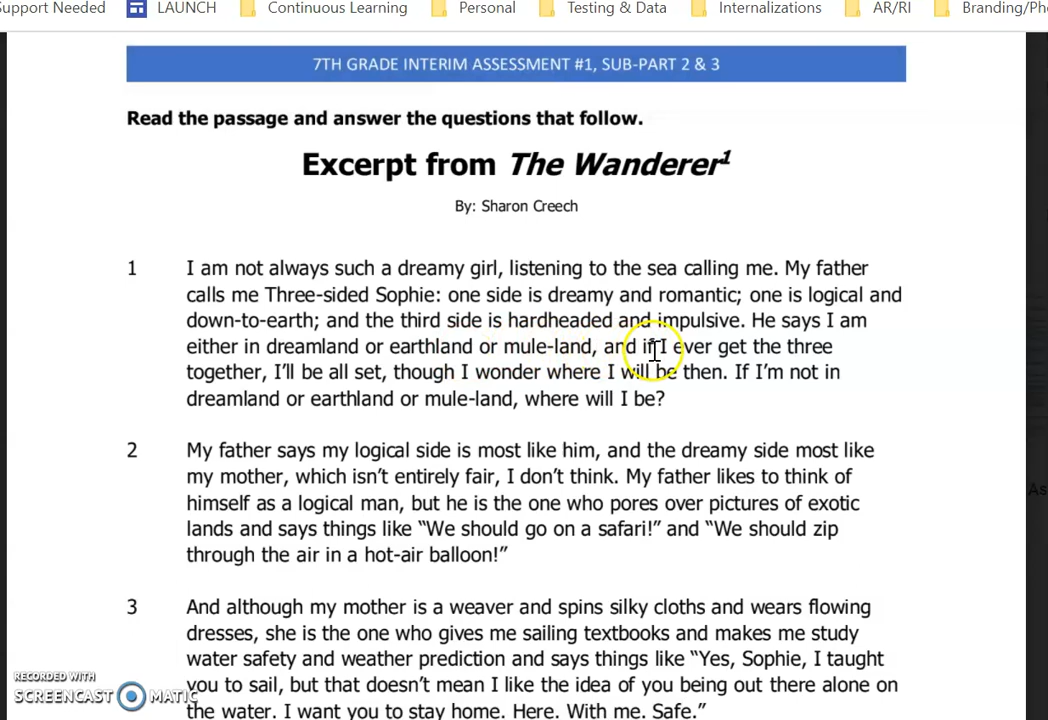 Support Needed LAUNCH Continuous Learning Personal Testing & Data Internalizations AR/RI Branding/Pho
7TH GRADE INTERIM ASSESSMENT #1, SUB-PART 2 & 3
Read the passage and answer the questions that follow.
Excerpt from The Wanderer1
By: Sharon Creech
1 I am not always such a dreamy girl, listening to the sea calling me. My father
calls me Three-sided Sophie: one side is dreamy and romantic; one is logical and
down-to-earth; and the third side is hardheaded and impulsive. He says I am
either in dreamland or earthland or mule-land, and if I ever get the three
together, I'll be all set, though I wonder where I will be then. If I'm not in
dreamland or earthland or mule-land, where will I be?
2 My father says my logical side is most like him, and the dreamy side most like
my mother, which isn't entirely fair, I don't think. My father likes to think of
himself as a logical man, but he is the one who pores over pictures of exotic
lands and says things like “We should go on a safari!” and “We should zip
through the air in a hot-air balloon!”
3 And although my mother is a weaver and spins silky cloths and wears flowing
dresses, she is the one who gives me sailing textbooks and makes me study
water safety and weather prediction and says things like “Yes, Sophie, I taught
you to sail, but that doesn't mean I like the idea of you being out there alone on
the water. I want you to stay home. Here. With me. Safe.”
As
RECORDED WITH
SCREENCAST MATIC